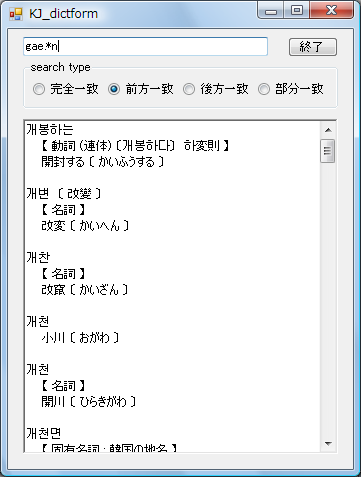 KJ_dictform
gae.*n
終了
search type
完全一致 前方一致 後方一致 部分一致
개봉하는
【 動詞 (連体) 〔개봉하다〕 하変則 】
開封する 〔 かいふうする 〕
개변 〔 改變 〕
【 名詞 】
改変 〔 かいへん 〕
개찬
【 名詞 】
改竄 〔 かいざん 〕
개천
小川 〔 おがわ 〕
개천
【 名詞 】
開川 〔 ひらきがわ 〕
개천면
【 固有名詞 : 韓国の地名 】